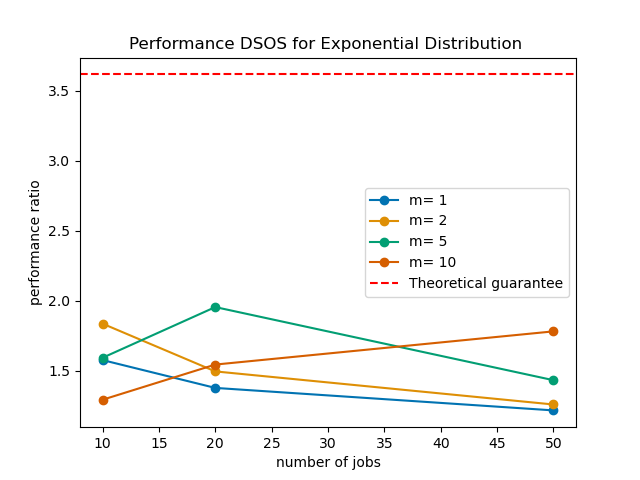 Performance DSOS for Exponential Distribution
performance ratio
3.5
3.0
2.5
2.0
1.5
m= 1
m= 2
m= 5
m= 10
Theoretical guarantee
10 15 20 25 30 35 40 45 50
number of jobs